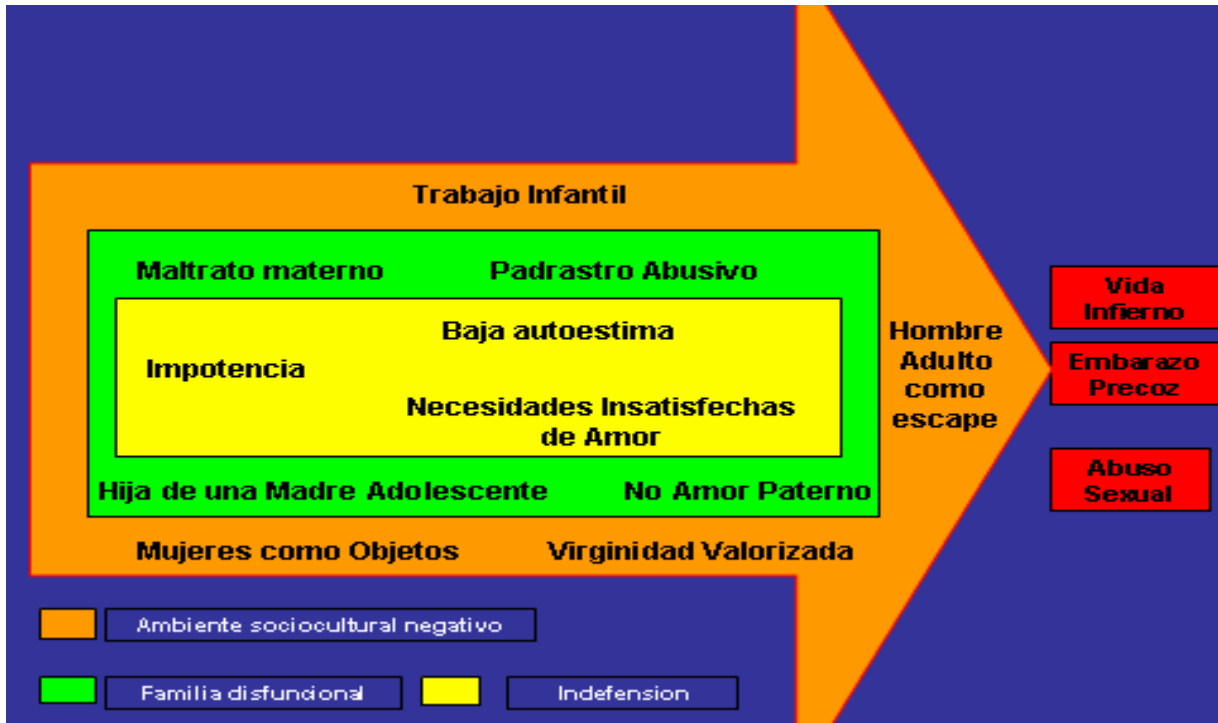 Trabajo Infantil
Maltrato materno
Padrastro Abusivo
Baja autoestima
Impotencia
Necesidades Insatisfechas
de Amor
Hombre
Adulto
como
escape
Vida
Infierno
Embarazo
Precoz
Abuso
Sexual
Hija de una Madre Adolescente
No Amor Paterno
Mujeres como Objetos
Virginidad Valorizada
Ambiente sociocultural negativo
Familia disfuncional
Indefension